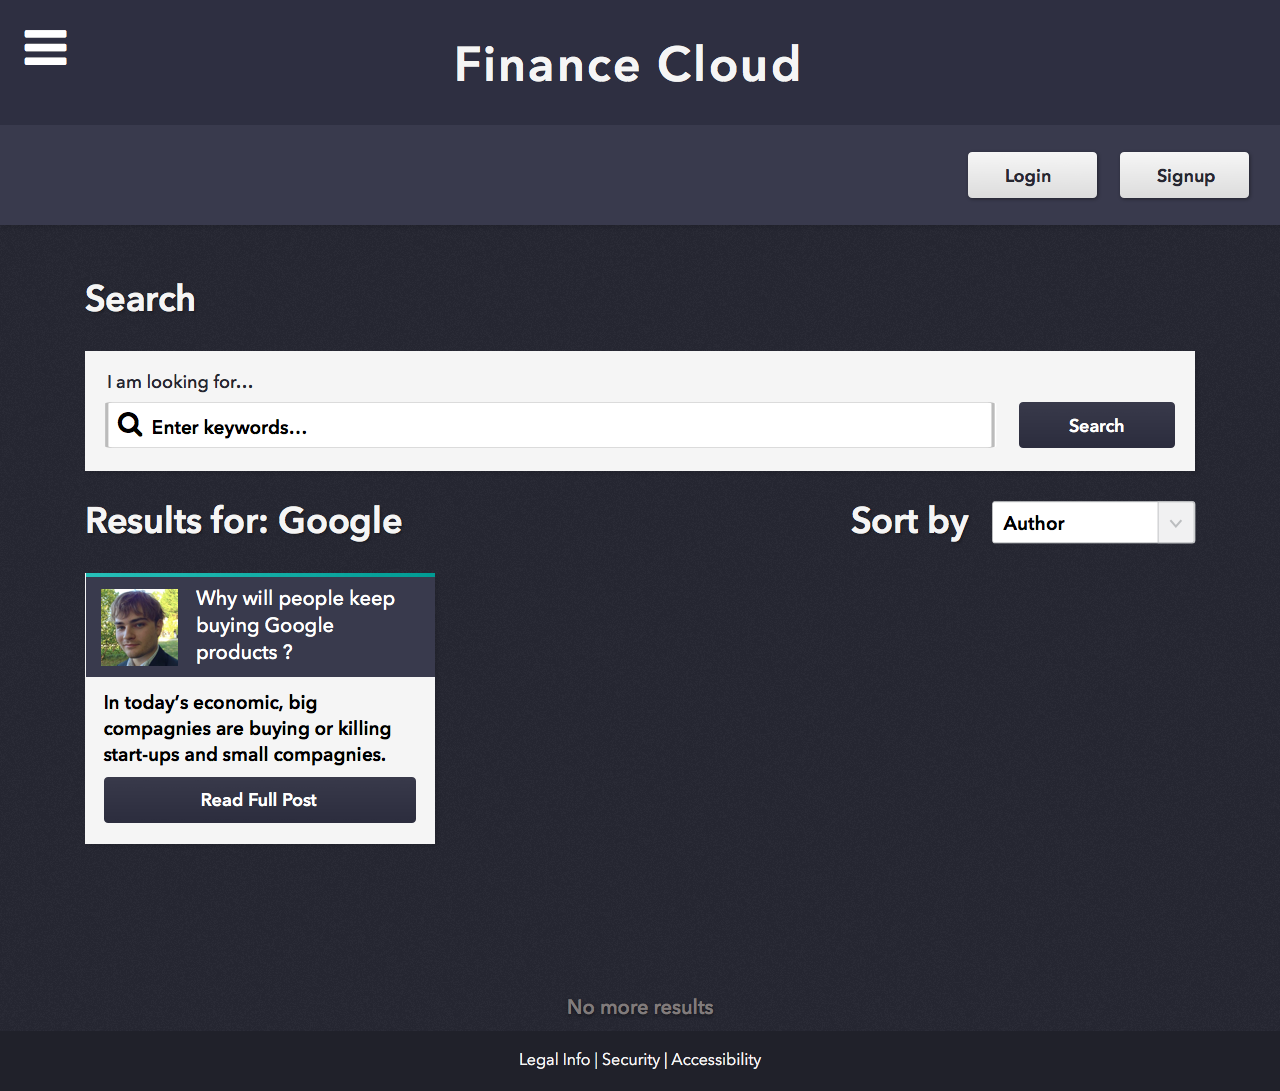 Finance Cloud
Login
Signup
Search
I am looking for...
Enter keywords...
Search
Results for: Google
Sort by
Author
Why will people keep
buying Google
products ?
In today's economic, big
compagnies are buying or killing
start-ups and small compagnies.
Read Full Post
No more results
Legal Info | Security | Accessibility